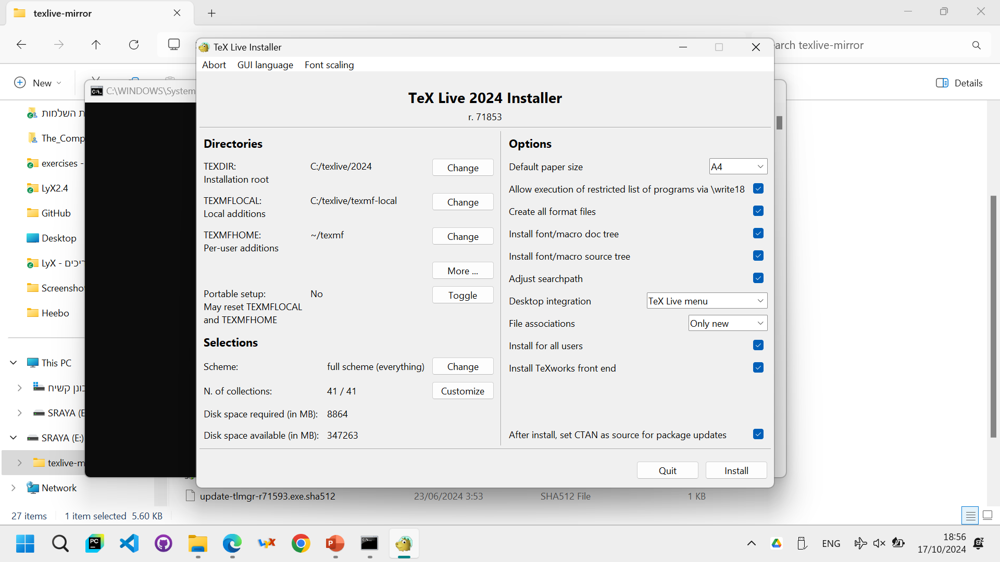 texlive-mirror
arch texlive-mirror
New
Details
C:\WINDOWS\System
TeX Live Installer
Abort GUI language Font scaling
TeX Live 2024 Installer
r. 71853
Directories
TEXDIR: C:/texlive/2024 Change
Installation root
TEXMFLOCAL: C:/texlive/texmf-local Change
Local additions
TEXMFHOME: ~/texmf Change
Per-user additions
More ...
Portable setup: No Toggle
May reset TEXMFLOCAL
and TEXMFHOME
Selections
Scheme: full scheme (everything) Change
N. of collections: 41 / 41 Customize
Disk space required (in MB): 8864
Disk space available (in MB): 347263
Options
Default paper size A4
Allow execution of restricted list of programs via \write18
Create all format files
Install font/macro doc tree
Install font/macro source tree
Adjust searchpath
Desktop integration TeX Live menu
File associations Only new
Install for all users
Install TeXworks front end
After install, set CTAN as source for package updates
Quit Install
ת השלמות
The_Comp
exercises -
LyX2.4
GitHub
Desktop
LyX - ריכים
Screensho
Heebo
This PC
כונן קשיח
SRAYA (E
SRAYA (E:)
texlive-m
Network
update-tlmgr-r71593.exe.sha512 23/06/2024 3:53 SHA512 File 1 KB
27 items 1 item selected 5.60 KB
ENG
18:56
17/10/2024